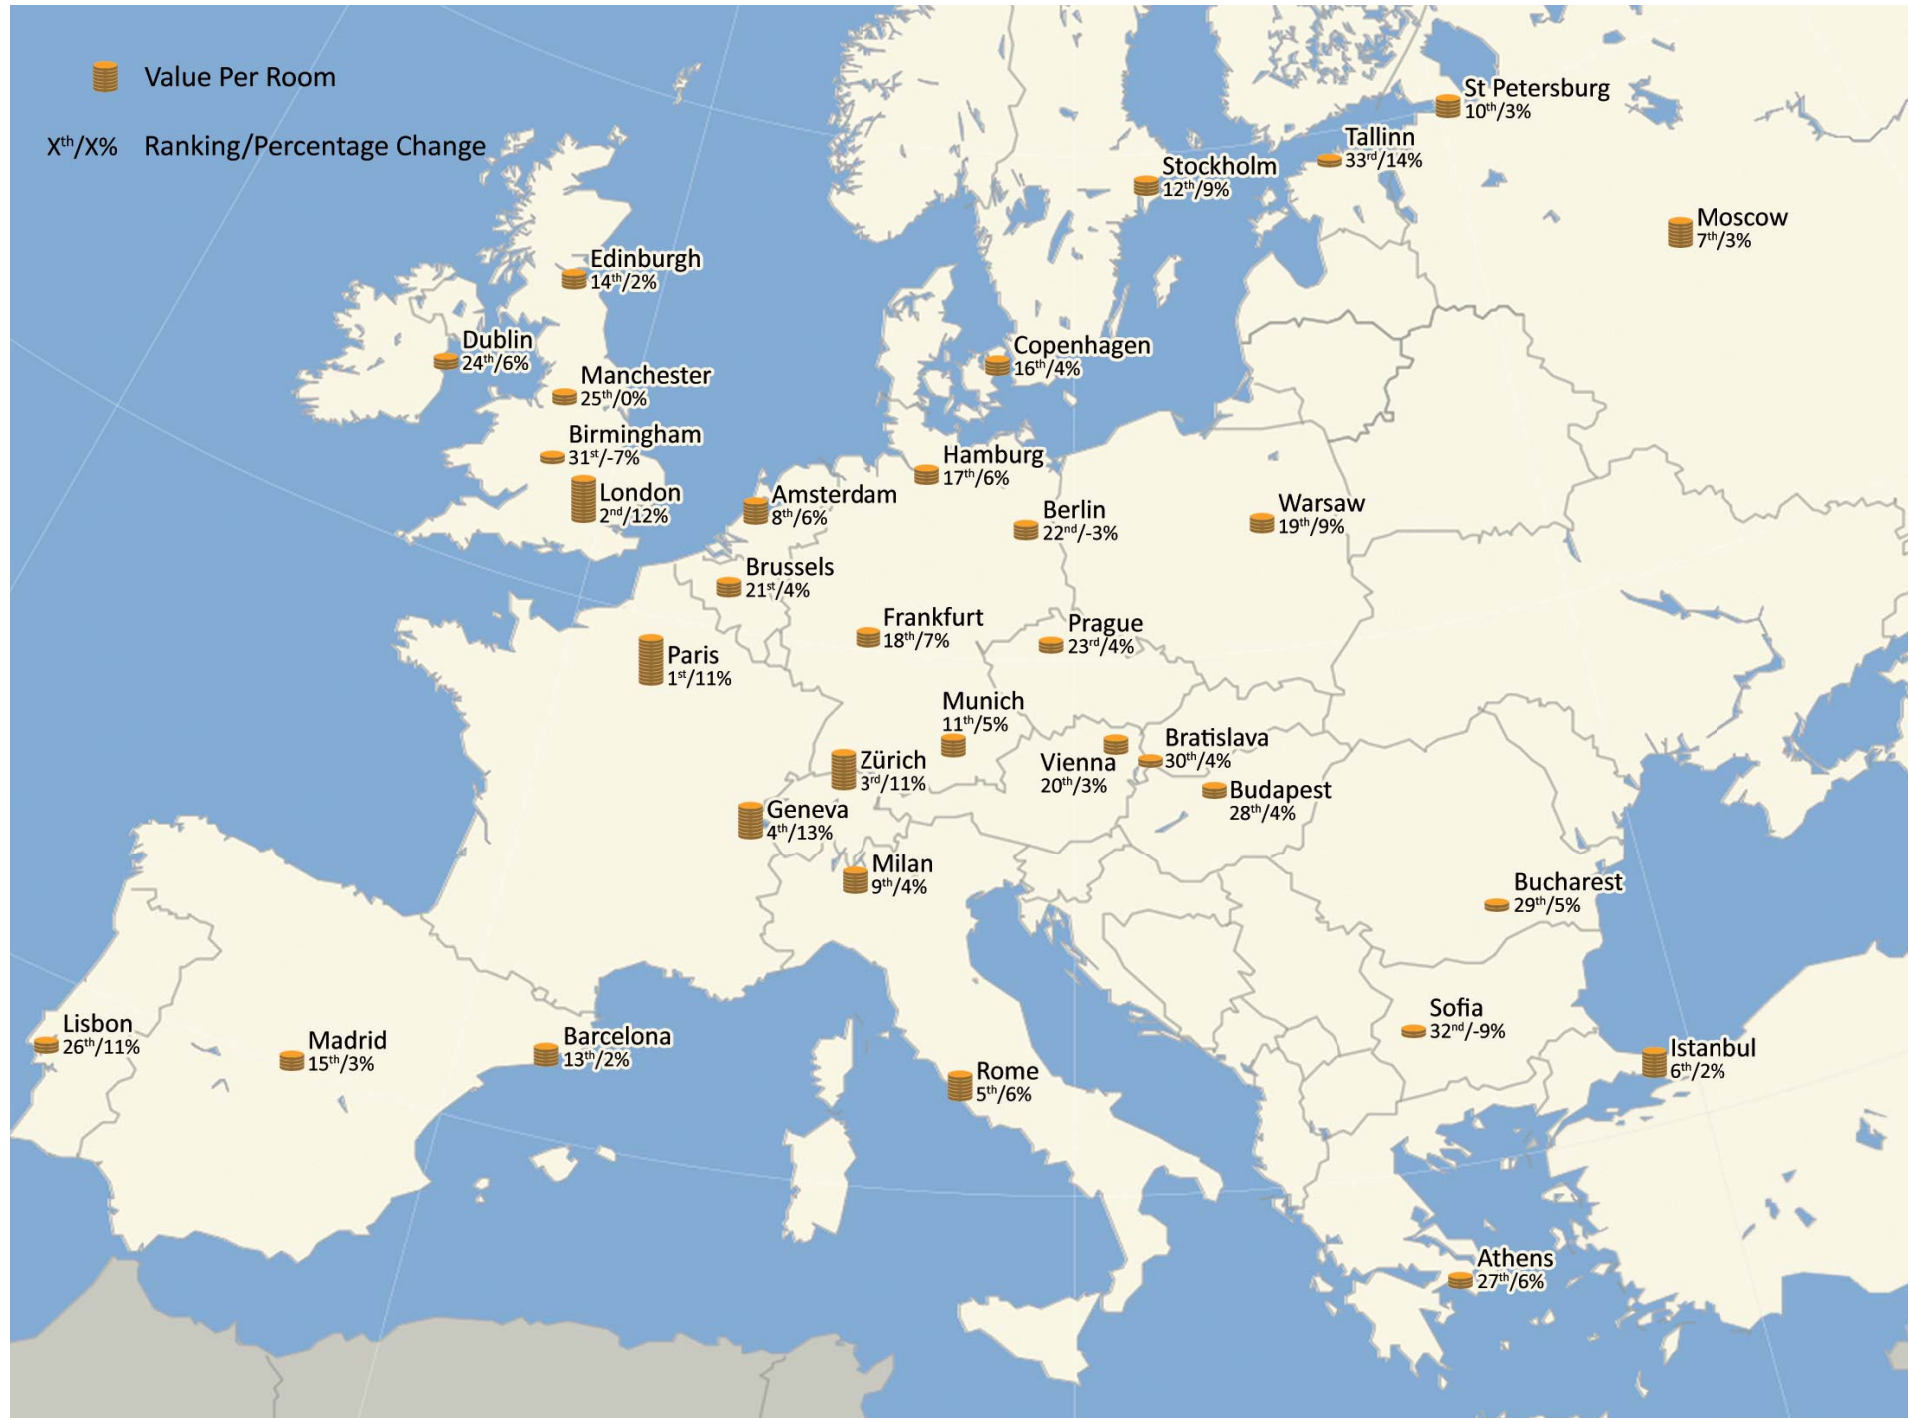 Value Per Room
Xth/X% Ranking/Percentage Change
St Petersburg
10th/3%
Tallinn
33rd/14%
Stockholm
12th/9%
Moscow
7th/3%
Edinburgh
14th/2%
Dublin
24th/6%
Copenhagen
16th/4%
Manchester
25th/0%
Birmingham
31st/-7%
Hamburg
17th/6%
London
2nd/12%
Amsterdam
8th/6%
Berlin
22nd/-3%
Warsaw
19th/9%
Brussels
21st/4%
Frankfurt
18th/7%
Prague
23rd/4%
Paris
1st/11%
Munich
11th/5%
Zürich
3rd/11%
Vienna
20th/3%
Bratislava
30th/4%
Budapest
28th/4%
Geneva
4th/13%
Milan
9th/4%
Bucharest
29th/5%
Lisbon
26th/11%
Madrid
15th/3%
Barcelona
13th/2%
Sofia
32nd/-9%
Rome
5th/6%
Istanbul
6th/2%
Athens
27th/6%